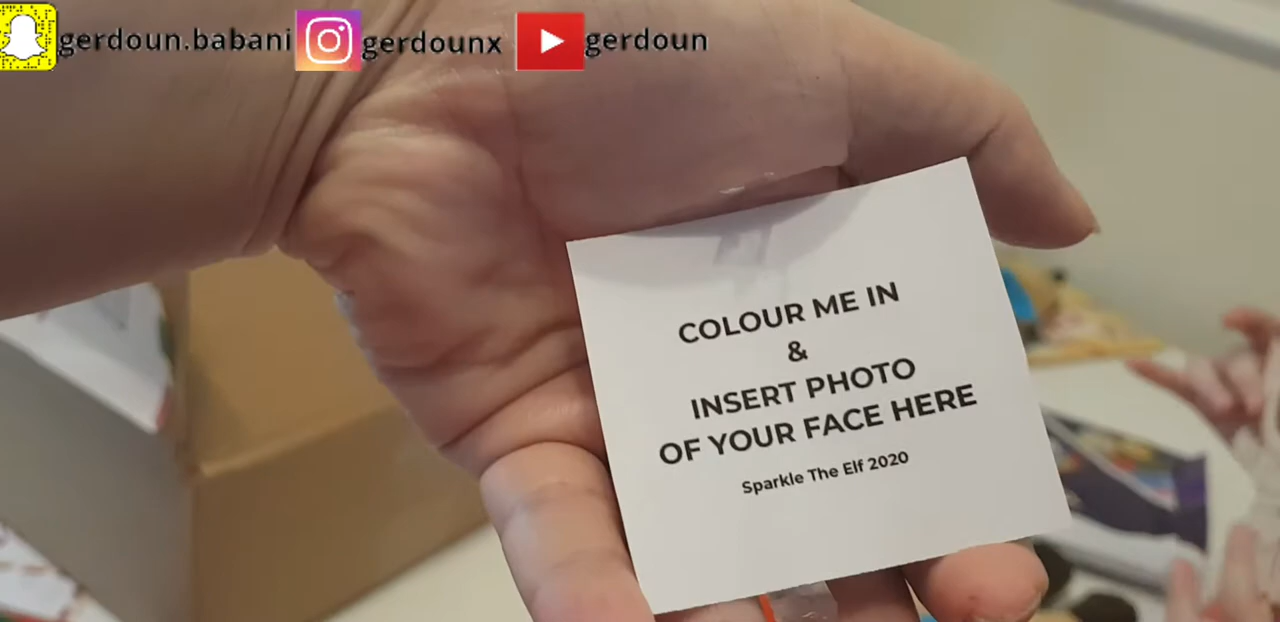 gerdoun.babani gerdounx gerdoun
COLOUR ME IN
&
INSERT PHOTO
OF YOUR FACE HERE
Sparkle The Elf 2020